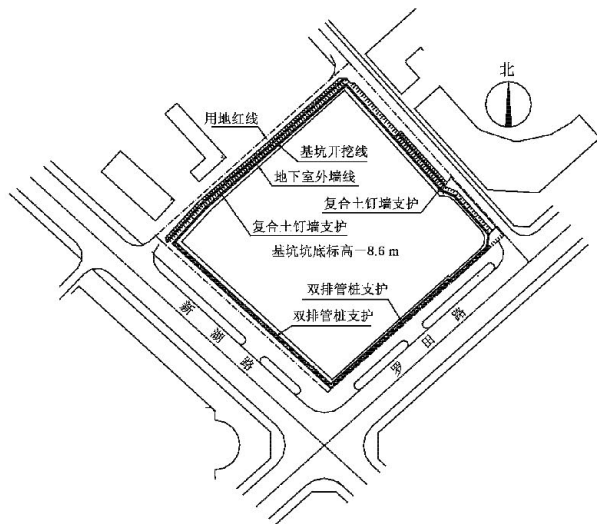 北
用地红线
基坑开挖线
地下室外墙线
复合土钉墙支护
复合土钉墙支护
基坑坑底标高-8.6 m
双排管桩支护
双排管桩支护
新湖路
罗田路